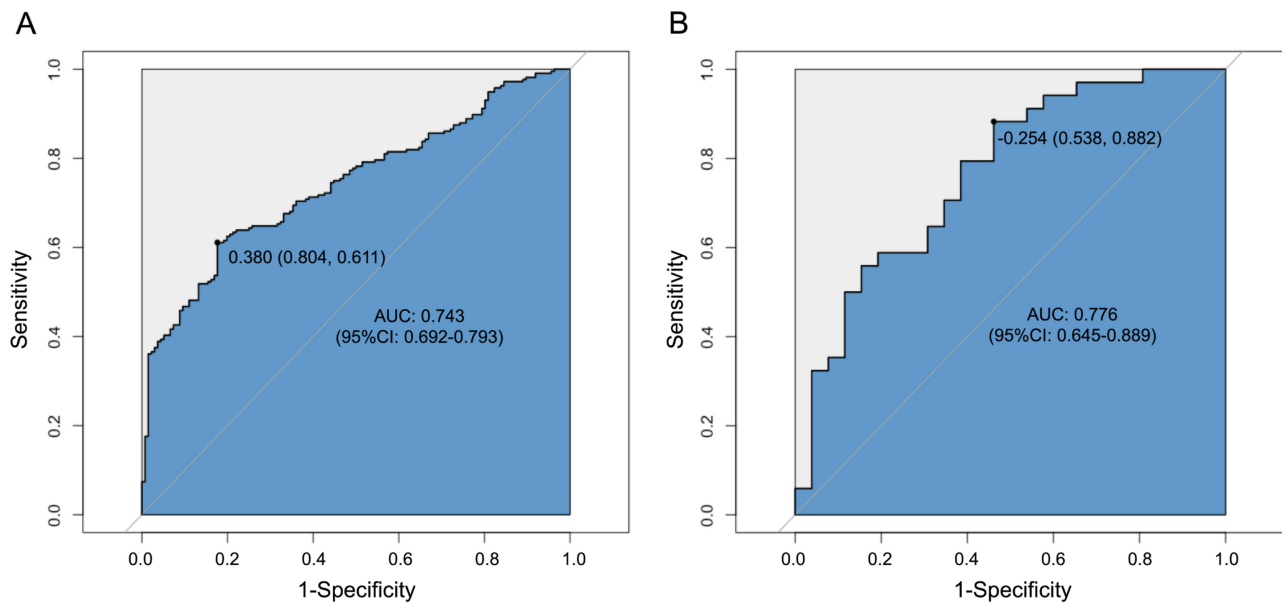 A
Sensitivity
1.0
0.8
0.6
0.4
0.2
0.0
0.380 (0.804, 0.611)
AUC: 0.743
(95%CI: 0.692-0.793)
0.0 0.2 0.4 0.6 0.8 1.0
1-Specificity
B
Sensitivity
1.0
0.8
0.6
0.4
0.2
0.0
-0.254 (0.538, 0.882)
AUC: 0.776
(95%CI: 0.645-0.889)
0.0 0.2 0.4 0.6 0.8 1.0
1-Specificity